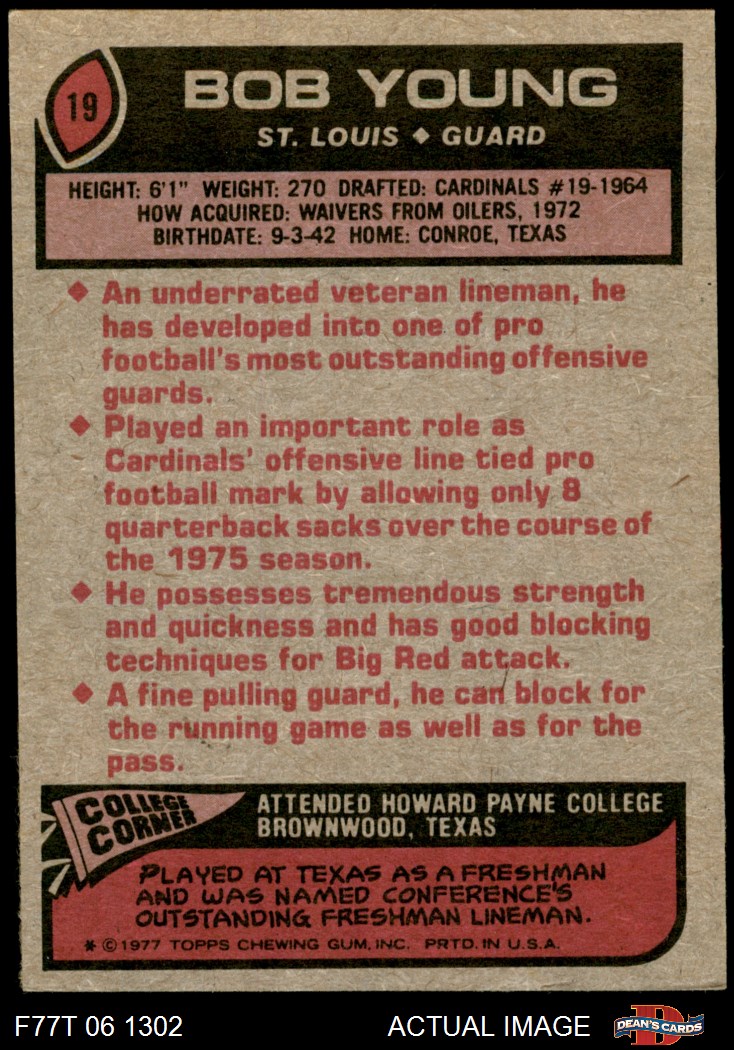 19
BOB YOUNG
ST. LOUIS ♦ GUARD
HEIGHT: 6'1" WEIGHT: 270 DRAFTED: CARDINALS #19-1964
HOW ACQUIRED: WAIVERS FROM OILERS, 1972
BIRTHDATE: 9-3-42 HOME: CONROE, TEXAS
♦ An underrated veteran lineman, he
has developed into one of pro
football's most outstanding offensive
guards.
♦ Played an important role as
Cardinals' offensive line tied pro
football mark by allowing only 8
quarterback sacks over the course of
the 1975 season.
♦ He possesses tremendous strength
and quickness and has good blocking
techniques for Big Red attack.
♦ A fine pulling guard, he can block for
the running game as well as for the
pass.
COLLEGE
CORNER
ATTENDED HOWARD PAYNE COLLEGE
BROWNWOOD, TEXAS
PLAYED AT TEXAS AS A FRESHMAN
AND WAS NAMED CONFERENCE'S
OUTSTANDING FRESHMAN LINEMAN.
* © 1977 TOPPS CHEWING GUM, INC. PRTD. IN U.S.A.
F77T 06 1302
ACTUAL IMAGE
D
DEAN'S CARDS